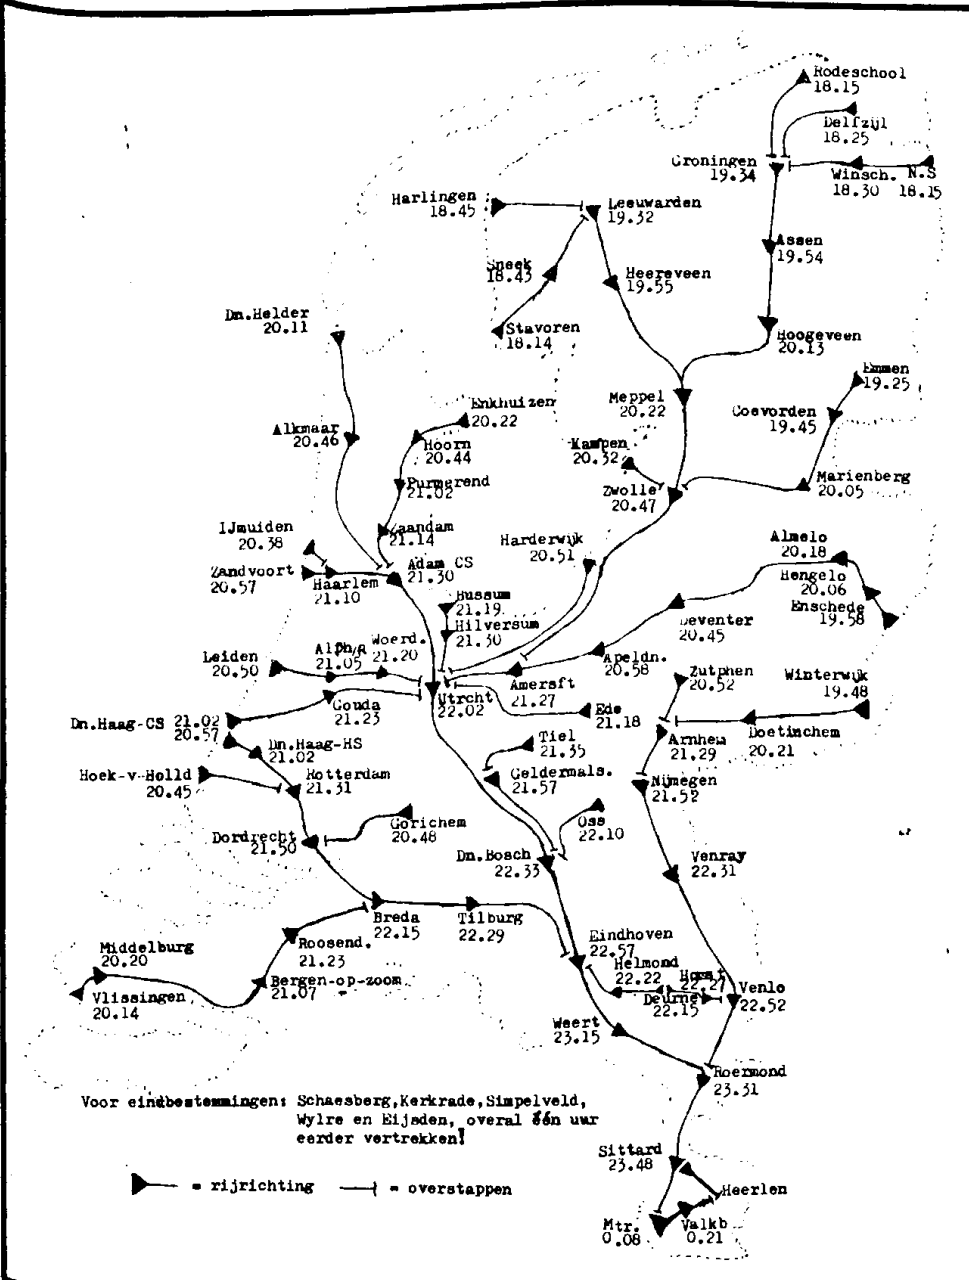 Rodeschool
18.15
Delfzijl
18.25
Groningen
19.34
Winsch. N.S
18.30 18.15
Harlingen
18.45
Leeuwarden
19.32
Assen
19.54
Sneek
18.43
Heereveen
19.55
Stavoren
18.14
Dn.Helder
20.11
Hoogeveen
20.13
Emmen
19.25
Meppel
20.22
Coevorden
19.45
Enkhuizen
20.22
Alkmaar
20.46
Hoorn
20.44
Kampen
20.32
Marienberg
20.05
Purmerend
21.02
Zwolle
20.47
IJmuiden
20.38
Zaandam
21.14
Harderwijk
20.51
Almelo
20.18
Zandvoort
20.57
Haarlem
21.10
Adam CS
21.30
Hengelo
20.06
Bussum
21.19
Enschede
19.58
Hilversum
21.30
Deventer
20.45
Leiden
20.50
Alph/R
21.05
Woerd.
21.20
Apeldn.
20.58
Zutphen
20.52
Winterwijk
19.48
Amersft
21.27
Utrcht
22.02
Gouda
21.23
Ede
21.18
Dn.Haag-CS 21.02
20.57
Dn.Haag-HS
21.02
Tiel
21.35
Arnhem
21.29
Doetinchem
20.21
Hoek-v-Holld
20.45
Rotterdam
21.31
Geldermals.
21.57
Nijmegen
21.52
Gorichem
20.48
Oss
22.10
Dordrecht
21.50
Dn.Bosch
22.33
Venray
22.31
Breda
22.15
Tilburg
22.29
Roosend.
21.23
Eindhoven
22.57
Middelburg
20.20
Helmond
22.22
Horst
22.27
Bergen-op-zoom
21.07
Deurne
22.15
Venlo
22.52
Vlissingen
20.14
Weert
23.15
Roermond
23.31
Voor eindbestemmingen: Schaesberg,Kerkrade,Simpelveld,
Wylre en Eijsden, overal één uur
eerder vertrekken!
Sittard
23.48
= rijrichting = overstappen
Heerlen
Mtr.
0.08
Valkb
0.21